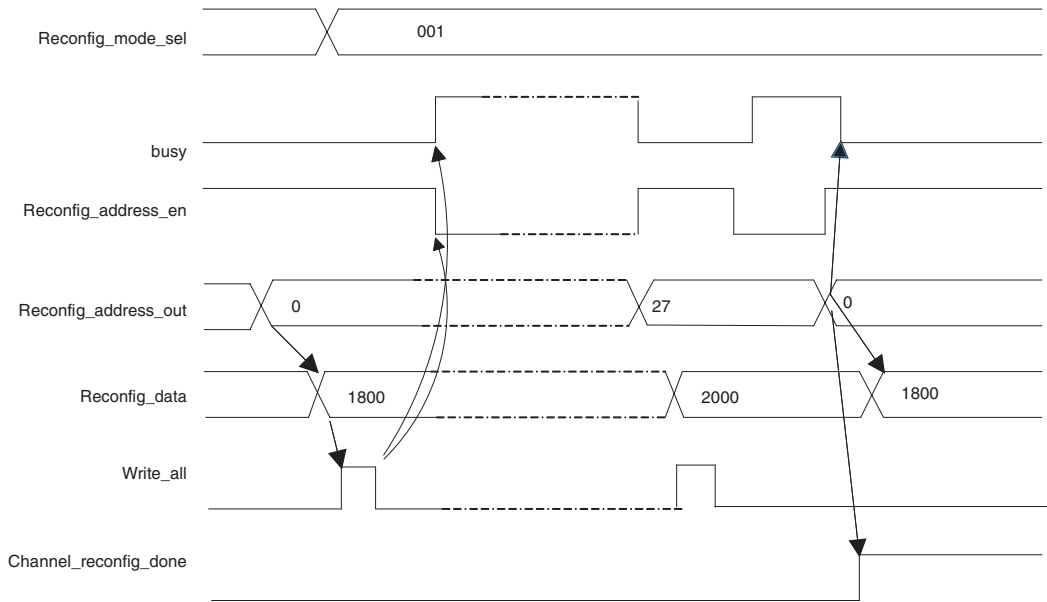 Reconfig_mode_sel 001
busy
Reconfig_address_en
Reconfig_address_out 0 27 0
Reconfig_data 1800 2000 1800
Write_all
Channel_reconfig_done